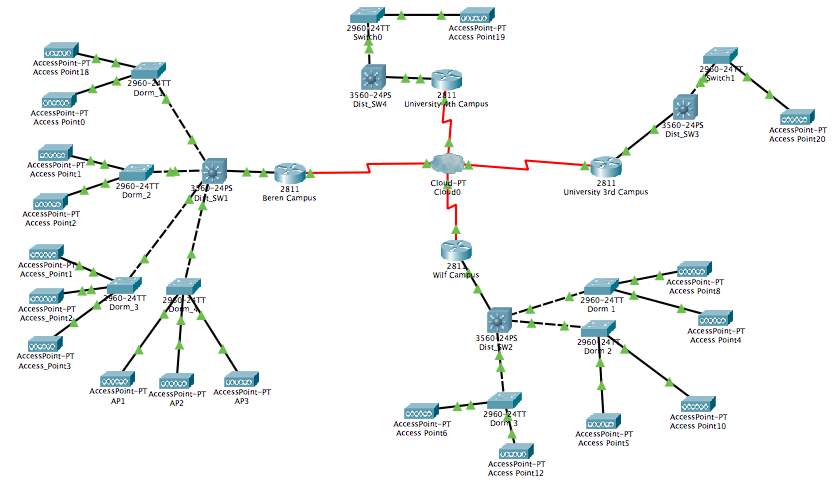 2960-24TT
Switch0
AccessPoint-PT
Access Point19
AccessPoint-PT
Access Point18
2960-24TT
Dorm_1
AccessPoint-PT
Access Point0
3560-24PS
Dist_SW4
2811
University 4th Campus
2960-24TT
Switch1
3560-24PS
Dist_SW3
AccessPoint-PT
Access Point20
AccessPoint-PT
Access Point1
2960-24TT
Dorm_2
AccessPoint-PT
Access Point2
3560-24PS
Dist_SW1
2811
Beren Campus
Cloud-PT
Cloud0
2811
University 3rd Campus
AccessPoint-PT
Access_Point1
2811
Wilf Campus
AccessPoint-PT
Access_Point2
2960-24TT
Dorm_3
2960-24TT
Dorm_4
AccessPoint-PT
Access_Point3
AccessPoint-PT
AP1
AccessPoint-PT
AP2
AccessPoint-PT
AP3
AccessPoint-PT
Access Point8
2960-24TT
Dorm 1
AccessPoint-PT
Access Point4
3560-24PS
Dist_SW2
2960-24TT
Dorm 2
2960-24TT
Dorm 3
AccessPoint-PT
Access Point6
AccessPoint-PT
Access Point5
AccessPoint-PT
Access Point10
AccessPoint-PT
Access Point12